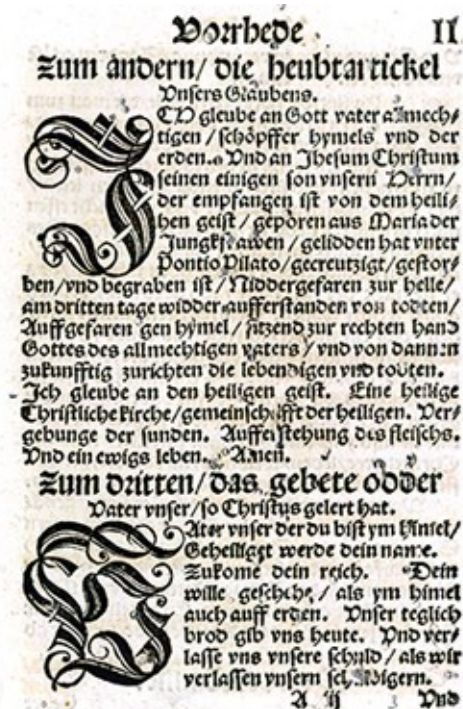 Vorrhede II
Zum andern/ die heubtartickel
Vnsers Glaubens.
ICH gleube an Gott vater almech/
tigen/ schöpffer hymels vnd der
erden. Vnd an Jhesum Christum
seinen einigen son vnsern Herrn/
der empfangen ist von dem heili/
hen geist/ geporen aus Maria der
Jungkfrawen/ gelidden hat vnter
Pontio Pilato/ gecreutzigt/ gestor/
ben/ vnd begraben ist/ Niddergefaren zur helle/
am dritten tage widder aufferstanden von todten/
Auffgefaren gen hymel/ sitzend zur rechten hand
Gottes des allmechtigen vaters/ vnd von dannen
zukunfftig zurichten die lebendigen vnd todten.
Ich gleube an den heiligen geist. Eine heilige
Christliche kirche/ gemeinschafft der heiligen. Ver/
gebunge der sunden. Aufferstehung des fleischs.
Vnd ein ewigs leben. Amen.
Zum dritten/ das gebete odder
Vater vnser/ so Christus gelert hat.
VAter vnser der du bist ym himel/
Geheiliget werde dein name.
Zukome dein reich. Dein
wille geschehe/ als ym himel
auch auff erden. Vnser teglich
brod gib vns heute. Vnd ver/
lasse vns vnsere schuld/ als wir
verlassen vnsern schuldigern.
A ij Vnd